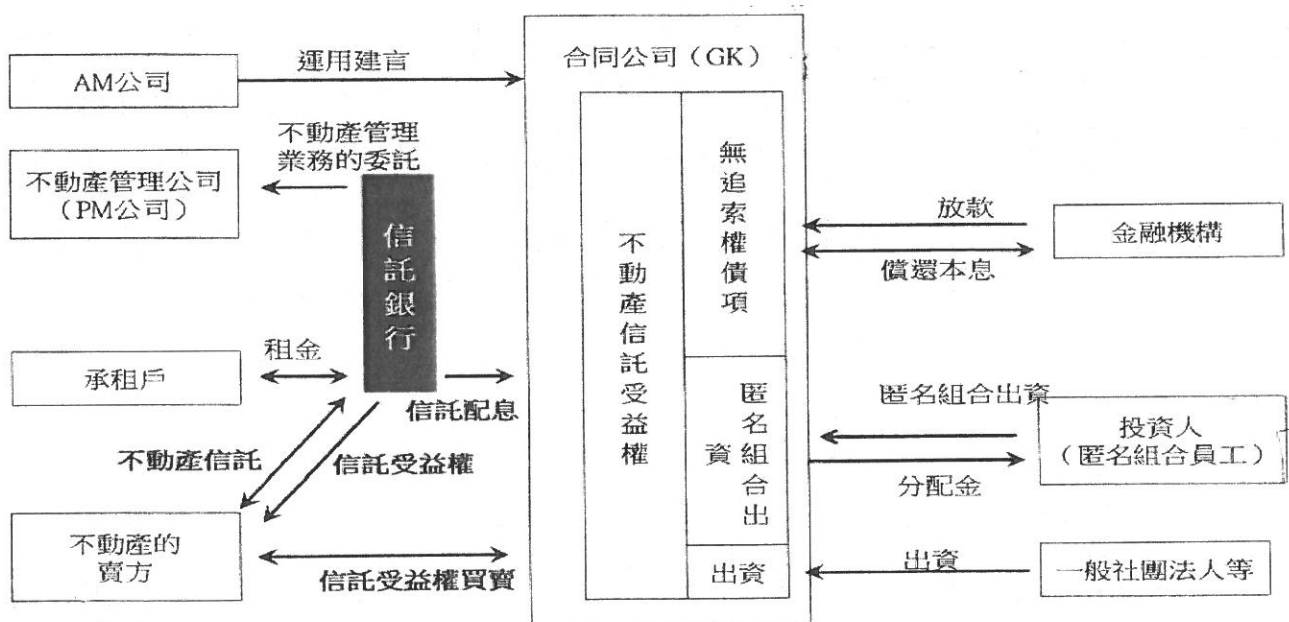 AM公司
運用建言
合同公司（GK）
不動產管理
業務的委託
不動產管理公司
（PM公司）
信託銀行
不動產信託受益權
無追索權債項
放款
金融機構
償還本息
租金
承租戶
信託配息
匿名組合出
資
匿名組合出資
投資人
（匿名組合員工）
分配金
不動產信託
信託受益權
不動產的
賣方
信託受益權買賣
出資
出資
一般社團法人等